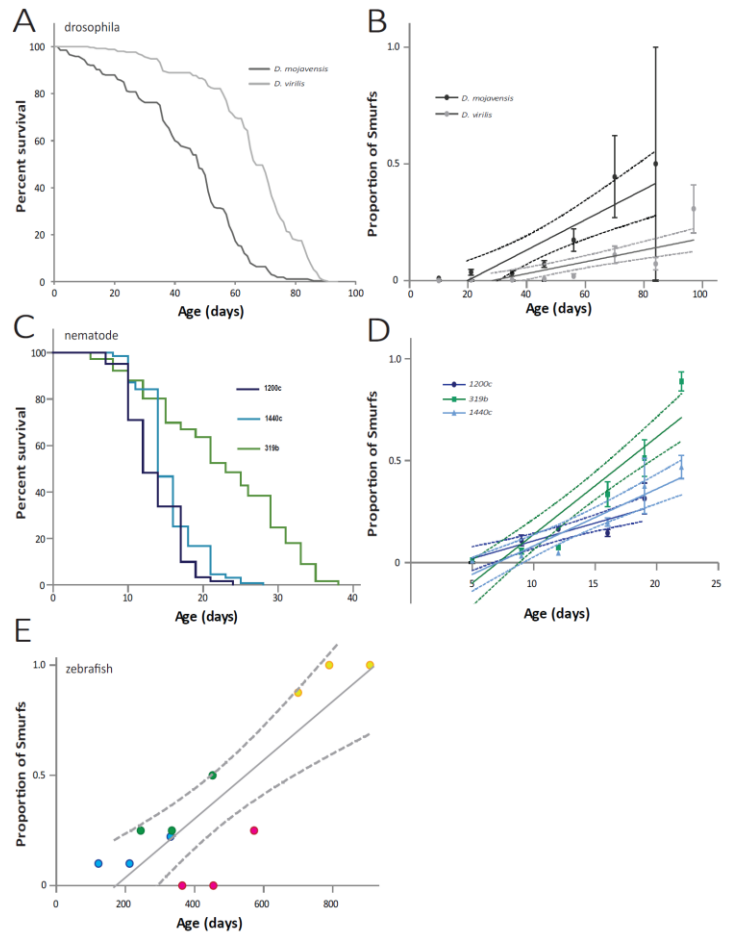 A
drosophila
100
80
60
40
20
0
Percent survival
D. mojavensis
D. virilis
0
20
40
60
80
100
Age (days)
B
1.0
0.5
0
Proportion of Smurfs
D. mojavensis
D. virilis
0
20
40
60
80
100
Age (days)
C
nematode
100
80
60
40
20
0
Percent survival
1200c
1440c
319b
0
10
20
30
40
Age (days)
D
1.0
0.5
0
Proportion of Smurfs
1200c
319b
1440c
5
10
15
20
25
Age (days)
E
zebrafish
1.0
0.5
0
Proportion of Smurfs
0
200
400
600
800
Age (days)